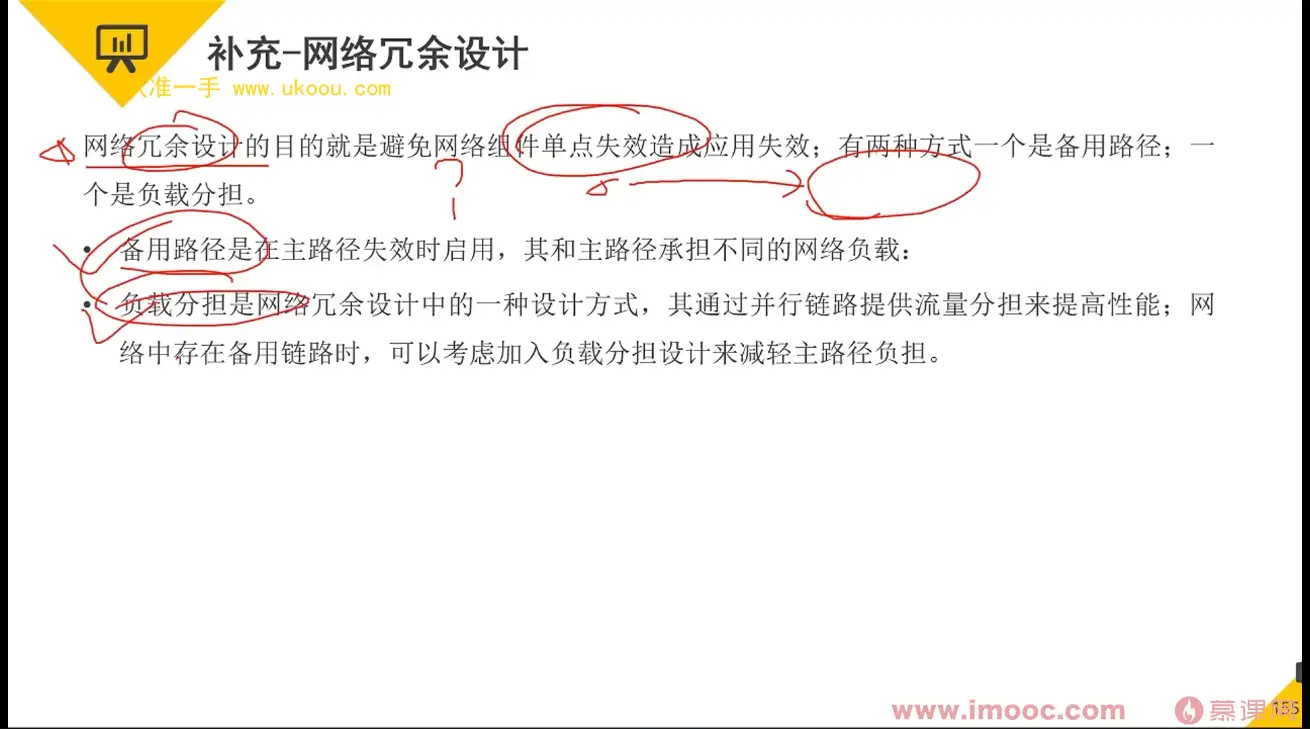 补充-网络冗余设计
准一手 www.ukoou.com
网络冗余设计的目的就是避免网络组件单点失效造成应用失效；有两种方式一个是备用路径；一
个是负载分担。
• 备用路径是在主路径失效时启用，其和主路径承担不同的网络负载：
• 负载分担是网络冗余设计中的一种设计方式，其通过并行链路提供流量分担来提高性能；网
络中存在备用链路时，可以考虑加入负载分担设计来减轻主路径负担。
www.imooc.com 慕课网
155